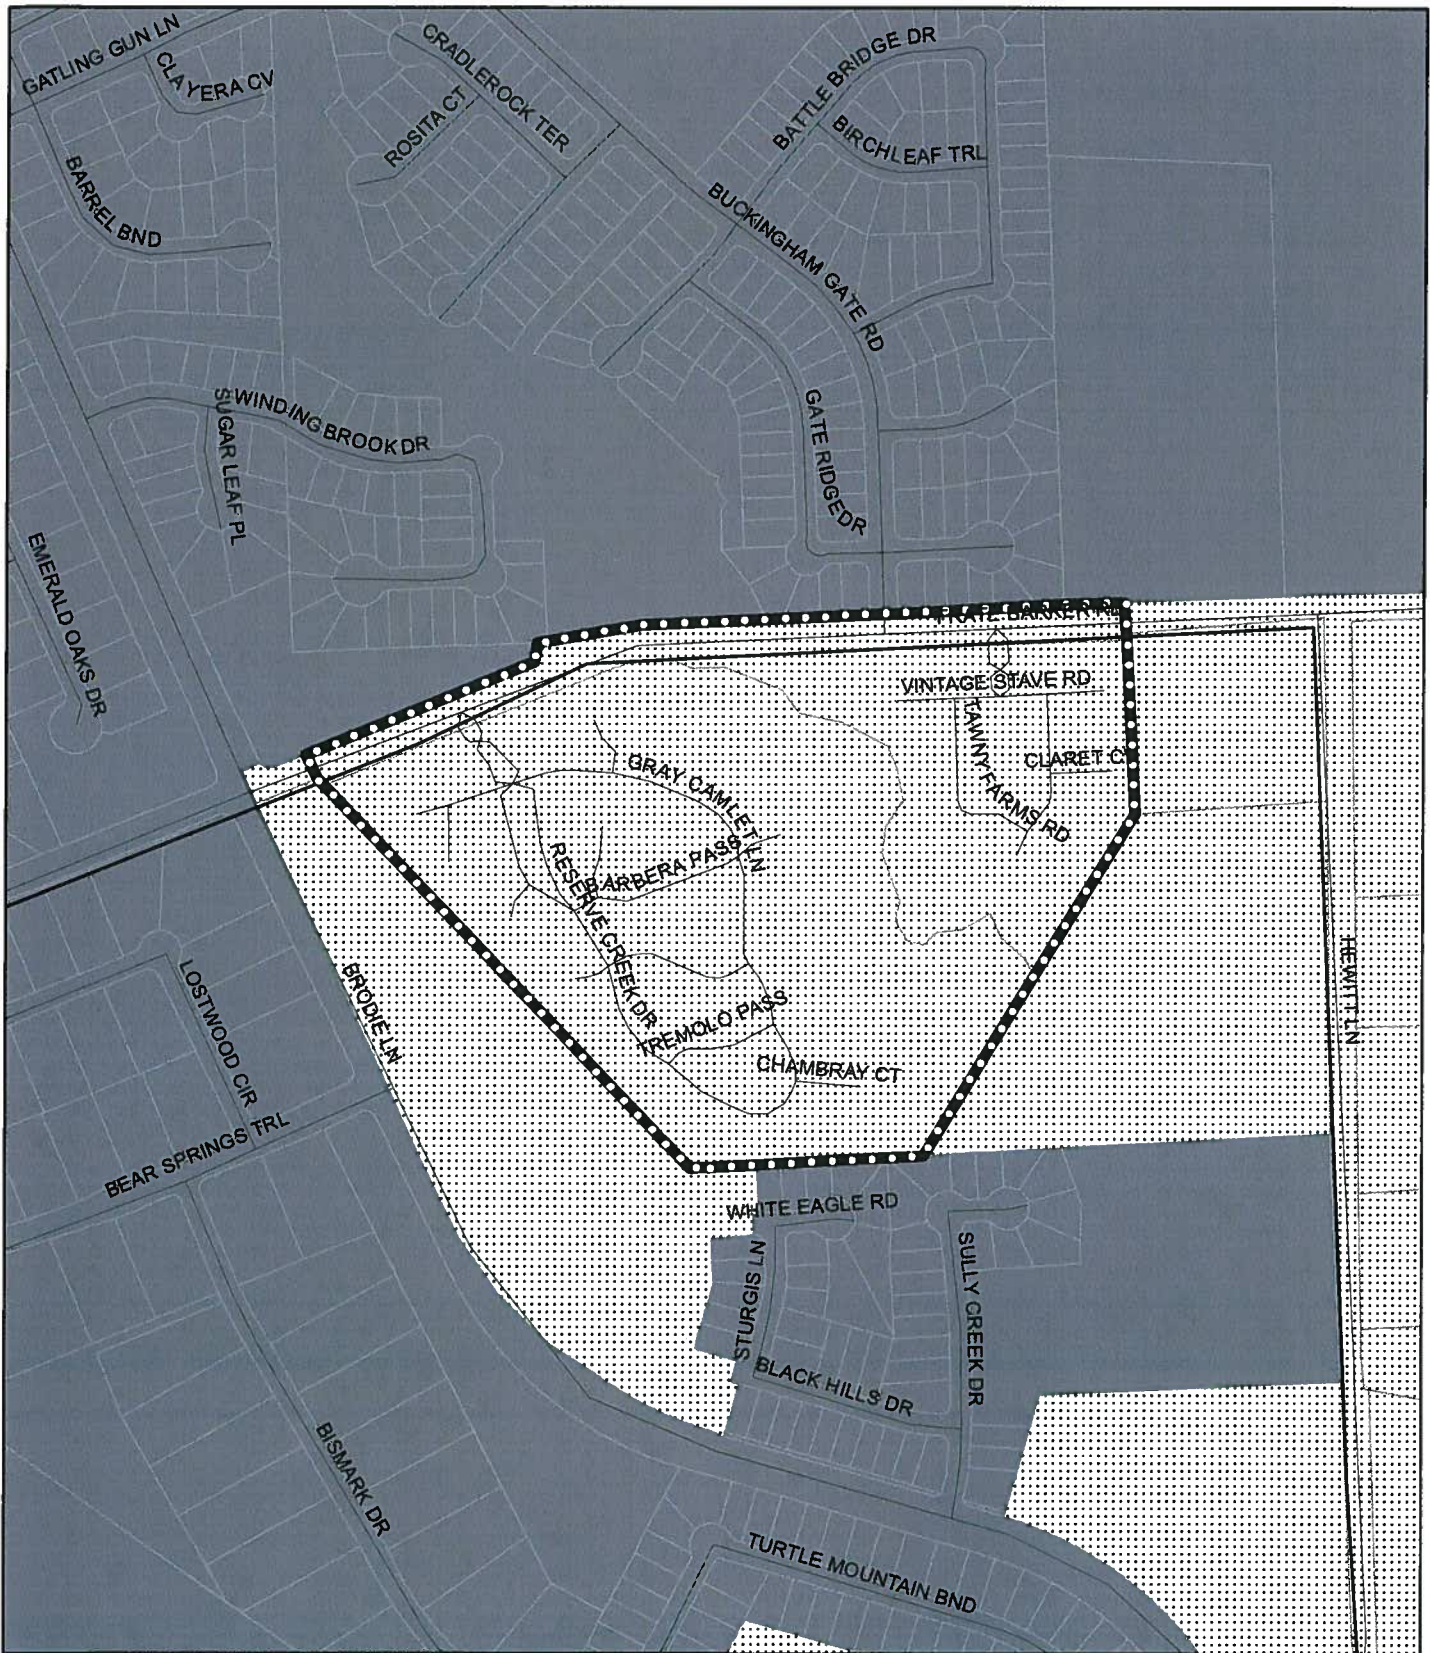 GATLING GUN LN
CLAYERA CV
CRADLEROCK TER
BATTLE BRIDGE DR
ROSITA CT
BIRCHLEAF TRL
BARREL BND
BUCKINGHAM GATE RD
SUGAR LEAF PL
WINDING BROOK DR
GATE RIDGE DR
EMERALD OAKS DR
FRATE BARKER RD
VINTAGE STAVE RD
TAWNY FARMS RD
CLARET C
GRAY CAMLET LN
BARBERA PASS
RESERVE CREEK DR
LOSTWOOD CIR
BRODIE LN
HEWITT LN
TREMOLO PASS
CHAMBRAY CT
BEAR SPRINGS TRL
WHITE EAGLE RD
STURGIS LN
SULLY CREEK DR
BLACK HILLS DR
BISMARK DR
TURTLE MOUNTAIN BND